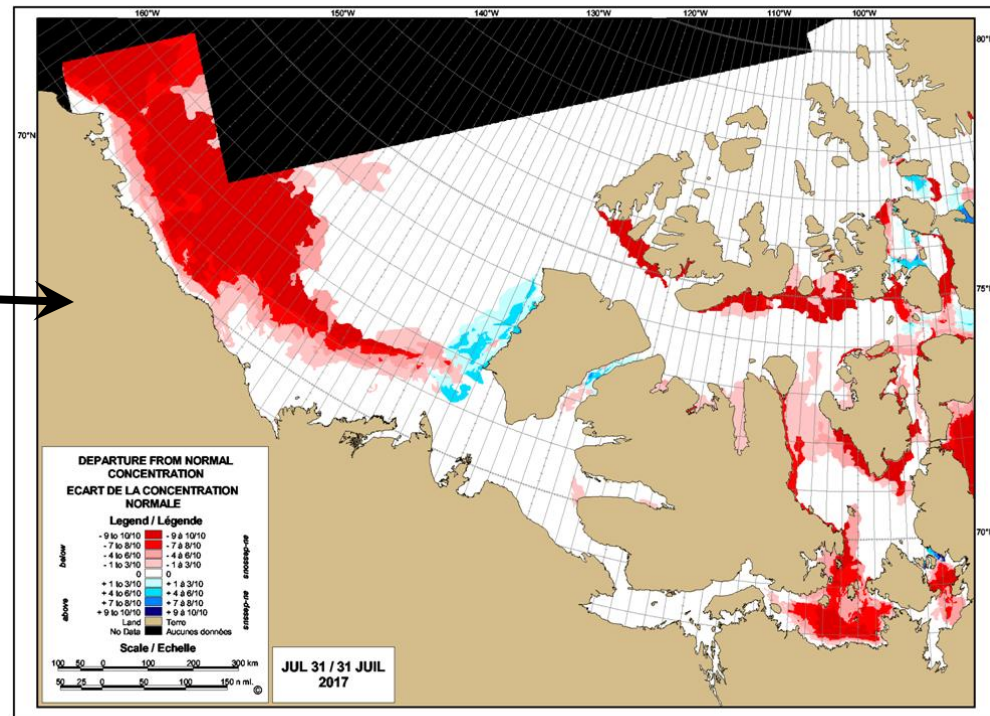 160°W 150°W 140°W 130°W 120°W 110°W 100°W
80°N
70°N
75°N
70°N
DEPARTURE FROM NORMAL
CONCENTRATION
ECART DE LA CONCENTRATION
NORMALE
Legend / Légende
below
au-dessous
- 9 to 10/10 - 9 à 10/10
- 7 to 8/10 - 7 à 8/10
- 4 to 6/10 - 4 à 6/10
- 1 to 3/10 - 1 à 3/10
0 0
above
au-dessus
+ 1 to 3/10 + 1 à 3/10
+ 4 to 6/10 + 4 à 6/10
+ 7 to 8/10 + 7 à 8/10
+ 9 to 10/10 + 9 à 10/10
Land Terre
No Data Aucunes données
Scale / Echelle
100 50 0 100 200 300 km
50 25 0 50 100 150 n mi.
©
JUL 31 / 31 JUIL
2017